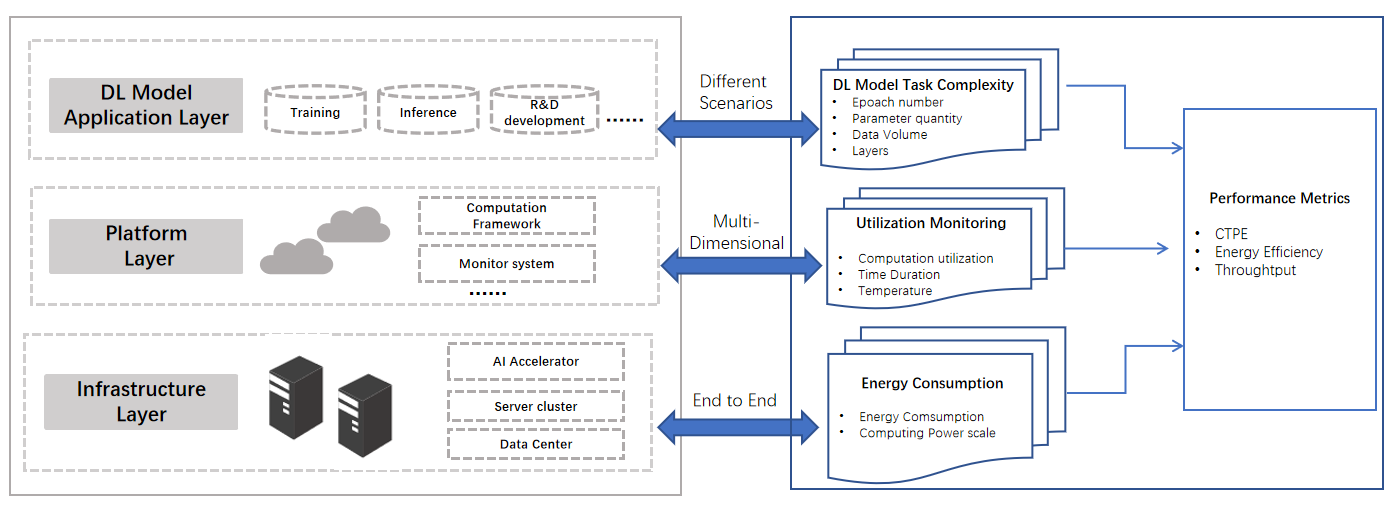 DL Model
Application Layer
Training
Inference
R&D
development
......
Different
Scenarios
DL Model Task Complexity
• Epoach number
• Parameter quantity
• Data Volume
• Layers
Platform
Layer
Computation
Framework
Monitor system
......
Multi-
Dimensional
Utilization Monitoring
• Computation utilization
• Time Duration
• Temperature
Infrastructure
Layer
AI Accelerator
Server cluster
Data Center
End to End
Energy Consumption
• Energy Comsumption
• Computing Power scale
Performance Metrics
• CTPE
• Energy Efficiency
• Throughtput